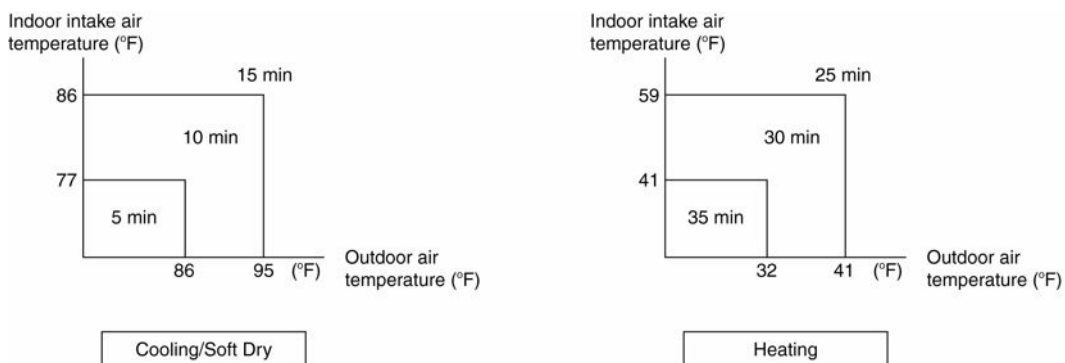 Indoor intake air
temperature (°F)
15 min
86
10 min
77
5 min
86 95 (°F)
Outdoor air
temperature (°F)
Cooling/Soft Dry
Indoor intake air
temperature (°F)
25 min
59
30 min
41
35 min
32 41 (°F)
Outdoor air
temperature (°F)
Heating